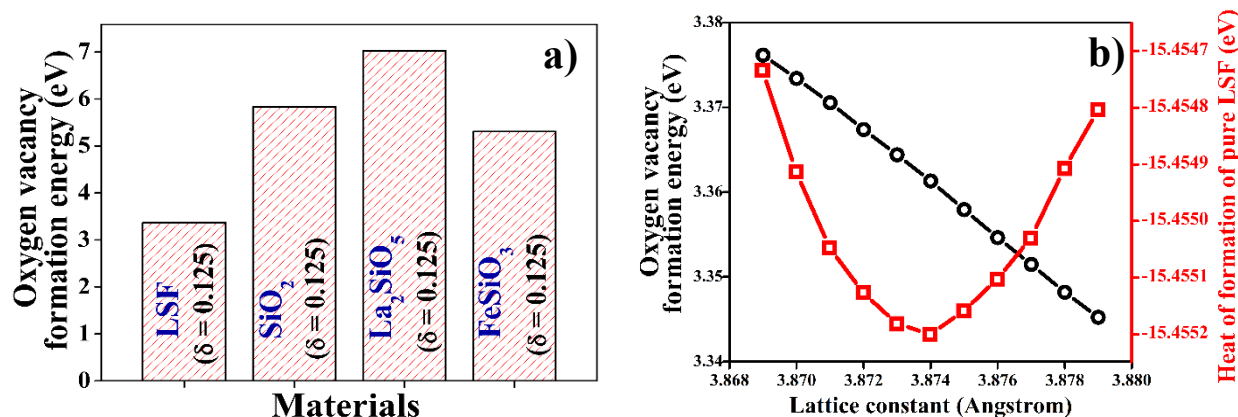 a)
Oxygen vacancy
formation energy (eV)
7
6
5
4
3
2
1
0
LSF
(δ = 0.125)
SiO₂
(δ = 0.125)
La₂SiO₅
(δ = 0.125)
FeSiO₃
(δ = 0.125)
Materials
b)
Oxygen vacancy
formation energy (eV)
3.38
3.37
3.36
3.35
3.34
3.868 3.870 3.872 3.874 3.876 3.878 3.880
Lattice constant (Angstrom)
-15.4547
-15.4548
-15.4549
-15.4550
-15.4551
-15.4552
Heat of formation of pure LSF (eV)